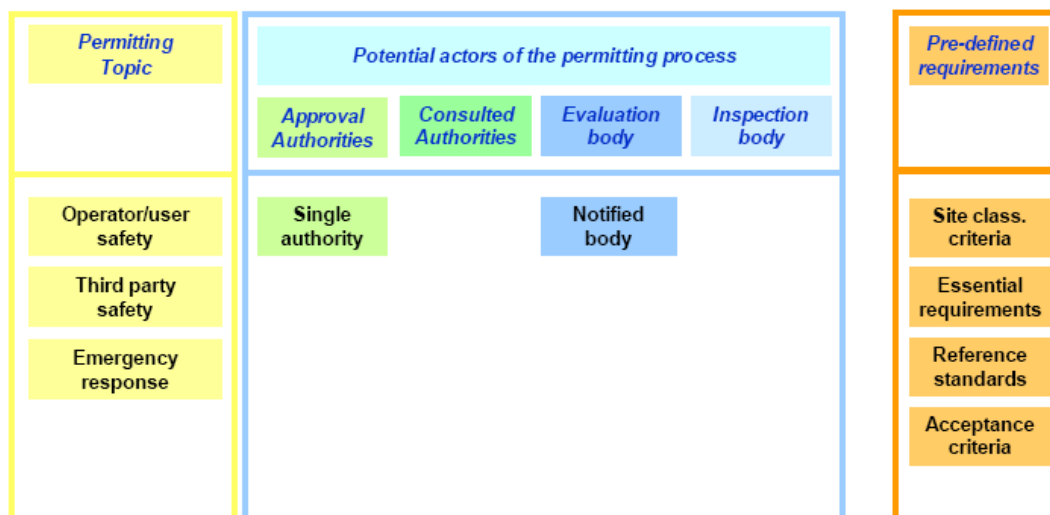 Permitting
Topic
Potential actors of the permitting process
Pre-defined
requirements
Approval
Authorities
Consulted
Authorities
Evaluation
body
Inspection
body
Operator/user
safety
Single
authority
Notified
body
Site class.
criteria
Third party
safety
Essential
requirements
Emergency
response
Reference
standards
Acceptance
criteria